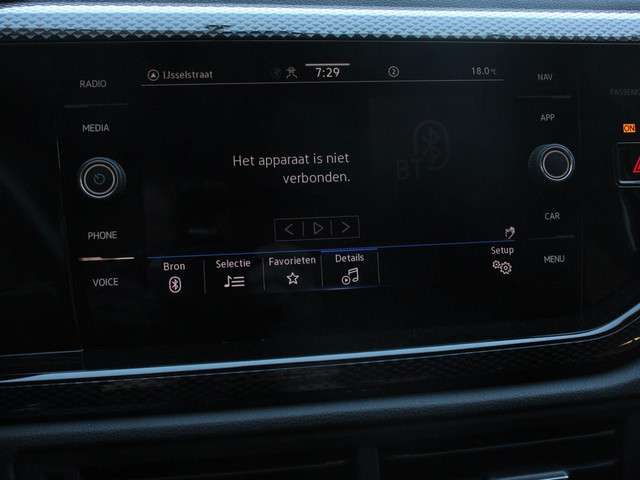 RADIO
MEDIA
PHONE
VOICE
IJsselstraat
7:29
2
18.0°C
Het apparaat is niet
verbonden.
BT
Bron
Selectie
Favorieten
Details
Setup
NAV
APP
CAR
MENU
ON